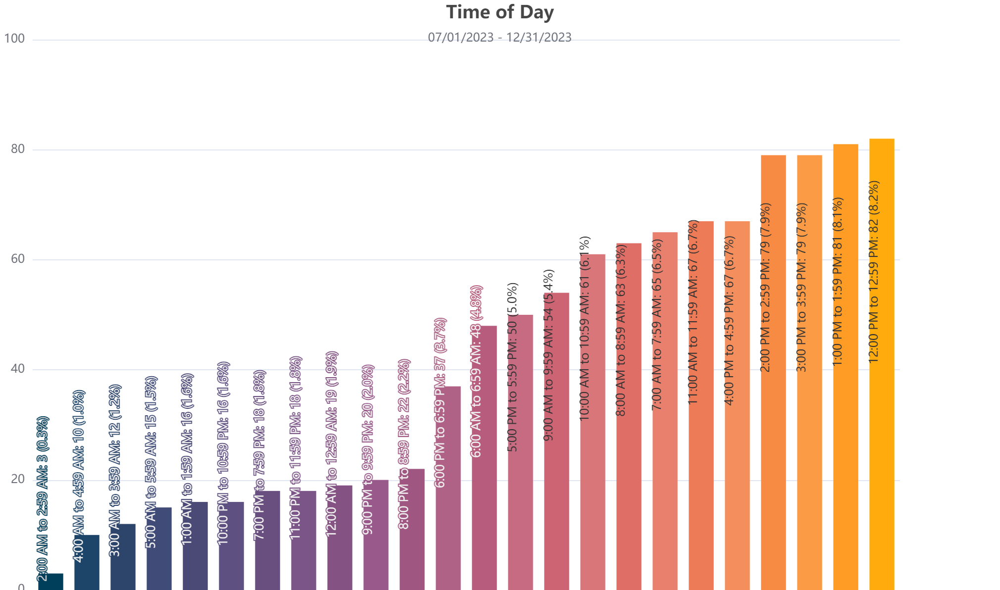 Time of Day
07/01/2023 - 12/31/2023
100
80
60
40
20
0
2:00 AM to 2:59 AM: 3 (0.3%)
4:00 AM to 4:59 AM: 10 (1.0%)
3:00 AM to 3:59 AM: 12 (1.2%)
5:00 AM to 5:59 AM: 15 (1.5%)
1:00 AM to 1:59 AM: 16 (1.6%)
10:00 PM to 10:59 PM: 16 (1.6%)
7:00 PM to 7:59 PM: 18 (1.8%)
11:00 PM to 11:59 PM: 18 (1.8%)
12:00 AM to 12:59 AM: 19 (1.9%)
9:00 PM to 9:59 PM: 20 (2.0%)
8:00 PM to 8:59 PM: 22 (2.2%)
6:00 PM to 6:59 PM: 37 (3.7%)
6:00 AM to 6:59 AM: 48 (4.8%)
5:00 PM to 5:59 PM: 50 (5.0%)
9:00 AM to 9:59 AM: 54 (5.4%)
10:00 AM to 10:59 AM: 61 (6.1%)
8:00 AM to 8:59 AM: 63 (6.3%)
7:00 AM to 7:59 AM: 65 (6.5%)
11:00 AM to 11:59 AM: 67 (6.7%)
4:00 PM to 4:59 PM: 67 (6.7%)
2:00 PM to 2:59 PM: 79 (7.9%)
3:00 PM to 3:59 PM: 79 (7.9%)
1:00 PM to 1:59 PM: 81 (8.1%)
12:00 PM to 12:59 PM: 82 (8.2%)